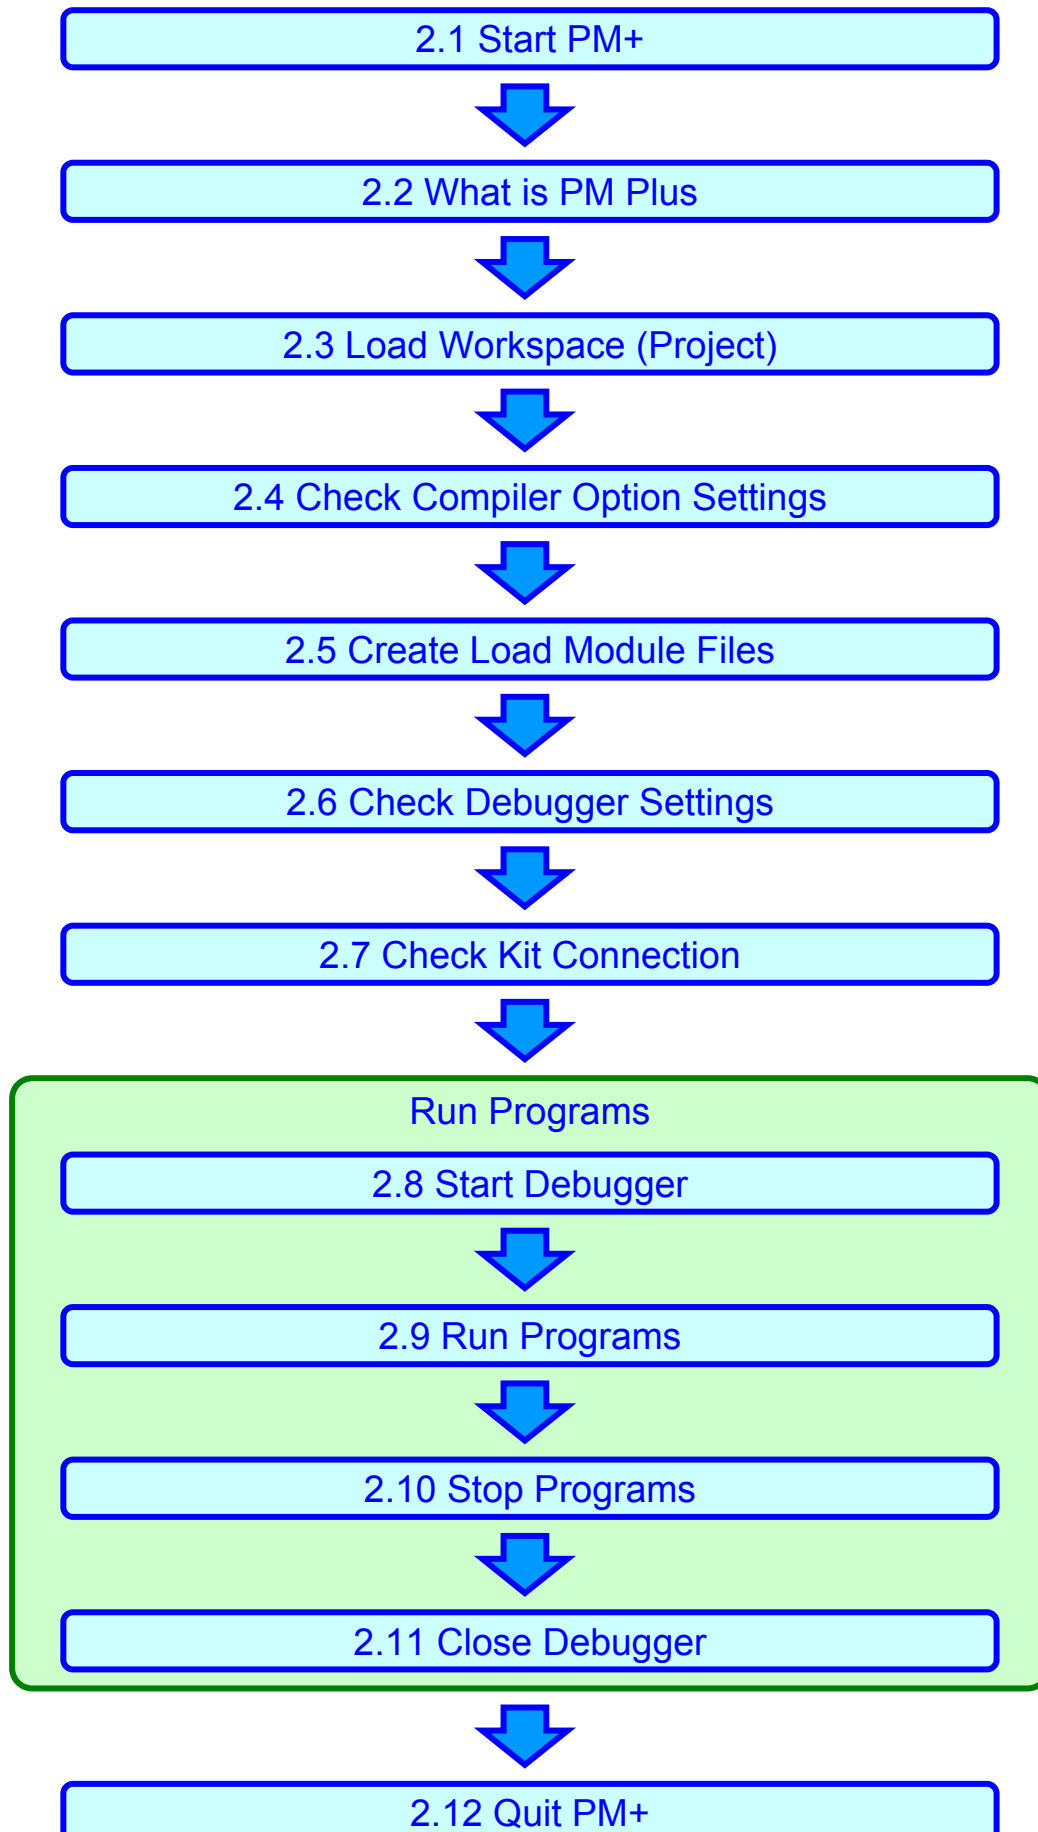 2.1 Start PM+
2.2 What is PM Plus
2.3 Load Workspace (Project)
2.4 Check Compiler Option Settings
2.5 Create Load Module Files
2.6 Check Debugger Settings
2.7 Check Kit Connection
Run Programs
2.8 Start Debugger
2.9 Run Programs
2.10 Stop Programs
2.11 Close Debugger
2.12 Quit PM+